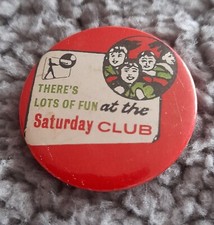 THERE'S
LOTS OF FUN at the
Saturday CLUB